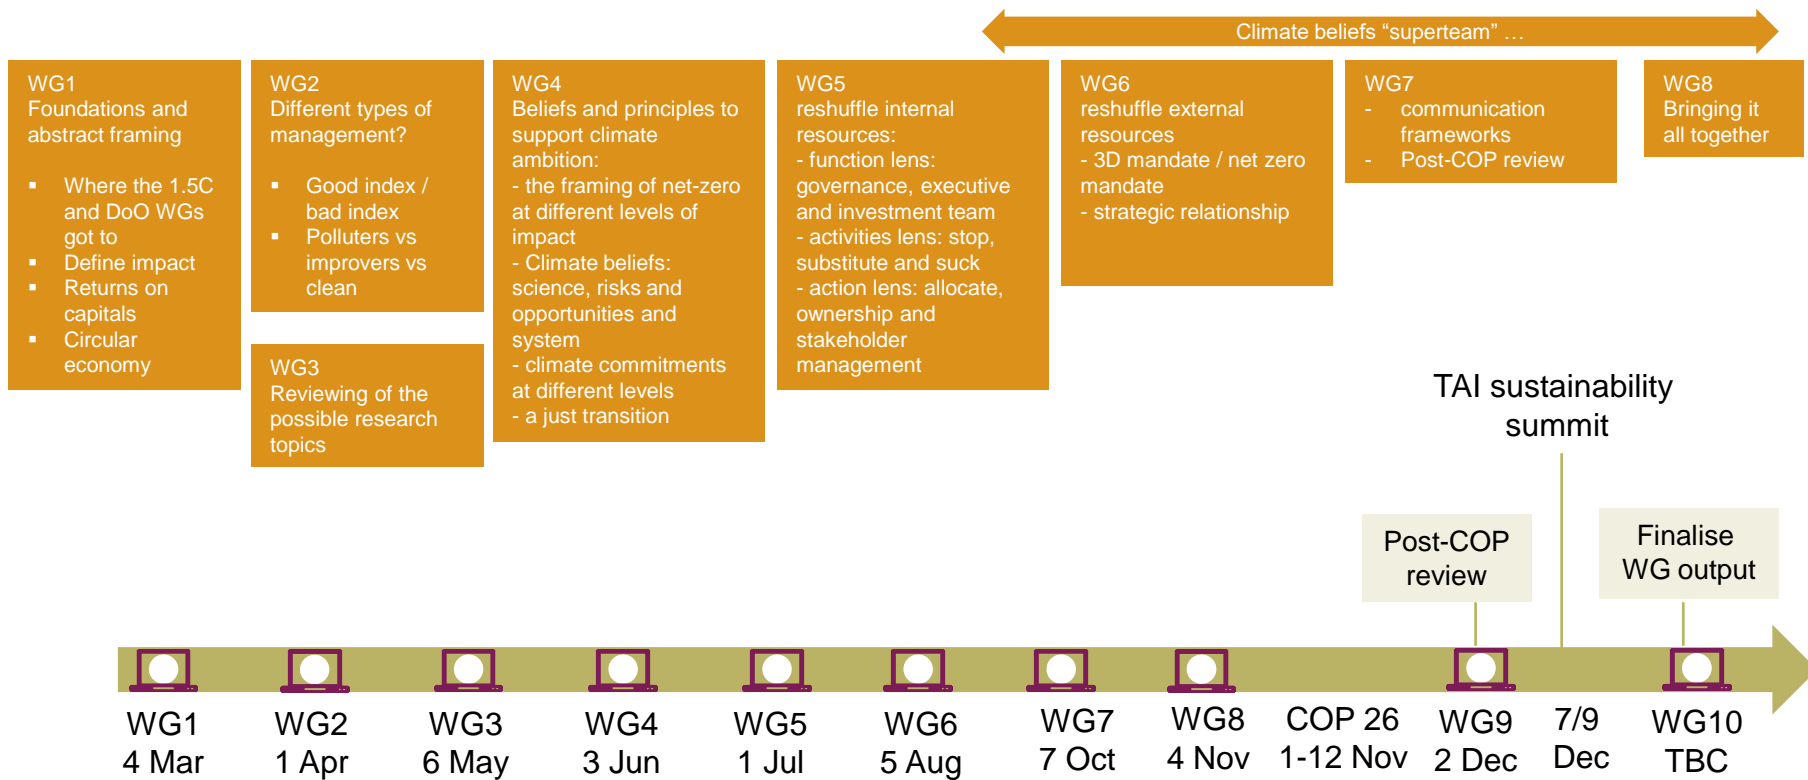 Climate beliefs “superteam” …
WG1
Foundations and
abstract framing
▪ Where the 1.5C
and DoO WGs
got to
▪ Define impact
▪ Returns on
capitals
▪ Circular
economy
WG2
Different types of
management?
▪ Good index /
bad index
▪ Polluters vs
improvers vs
clean
WG3
Reviewing of the
possible research
topics
WG4
Beliefs and principles to
support climate
ambition:
- the framing of net-zero
at different levels of
impact
- Climate beliefs:
science, risks and
opportunities and
system
- climate commitments
at different levels
- a just transition
WG5
reshuffle internal
resources:
- function lens:
governance, executive
and investment team
- activities lens: stop,
substitute and suck
- action lens: allocate,
ownership and
stakeholder
management
WG6
reshuffle external
resources
- 3D mandate / net zero
mandate
- strategic relationship
WG7
- communication
frameworks
- Post-COP review
WG8
Bringing it
all together
TAI sustainability
summit
Post-COP
review
Finalise
WG output
WG1
4 Mar
WG2
1 Apr
WG3
6 May
WG4
3 Jun
WG5
1 Jul
WG6
5 Aug
WG7
7 Oct
WG8
4 Nov
COP 26
1-12 Nov
WG9
2 Dec
7/9
Dec
WG10
TBC